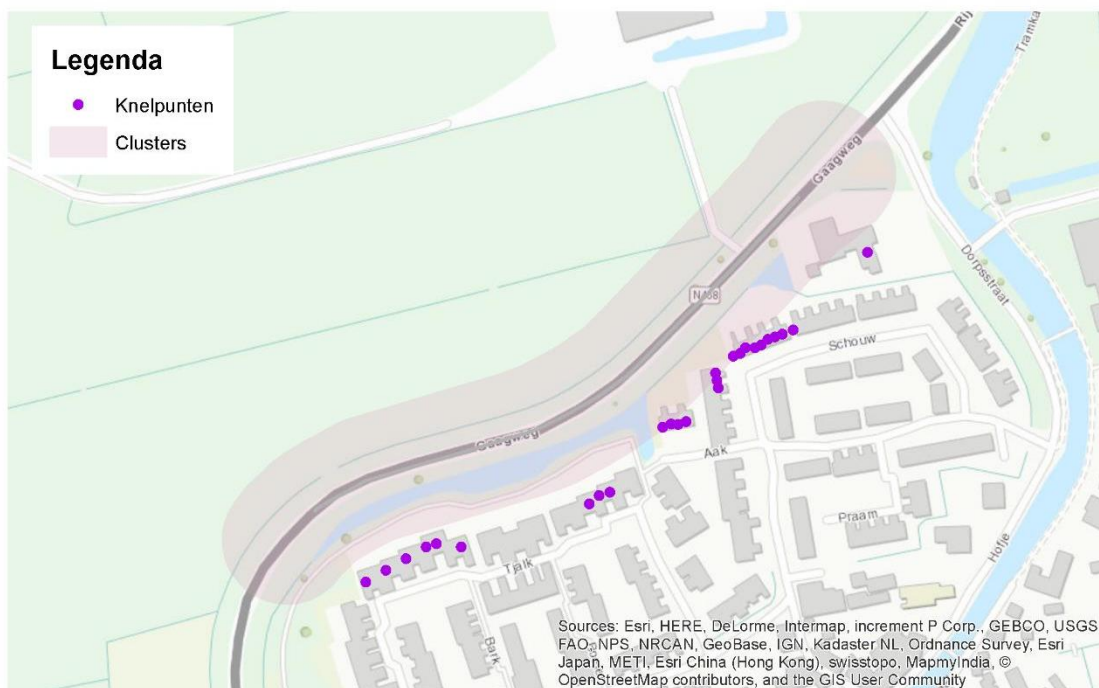 Legenda
Knelpunten
Clusters
Gaagweg
Tramka
Dorpsstraat
Schouw
Gaagweg
Aak
Praam
Hofje
Tjalk
Bark
Sources: Esri, HERE, DeLorme, Intermap, increment P Corp., GEBCO, USGS
FAO, NPS, NRCAN, GeoBase, IGN, Kadaster NL, Ordnance Survey, Esri
Japan, METI, Esri China (Hong Kong), swisstopo, MapmyIndia, ©
OpenStreetMap contributors, and the GIS User Community